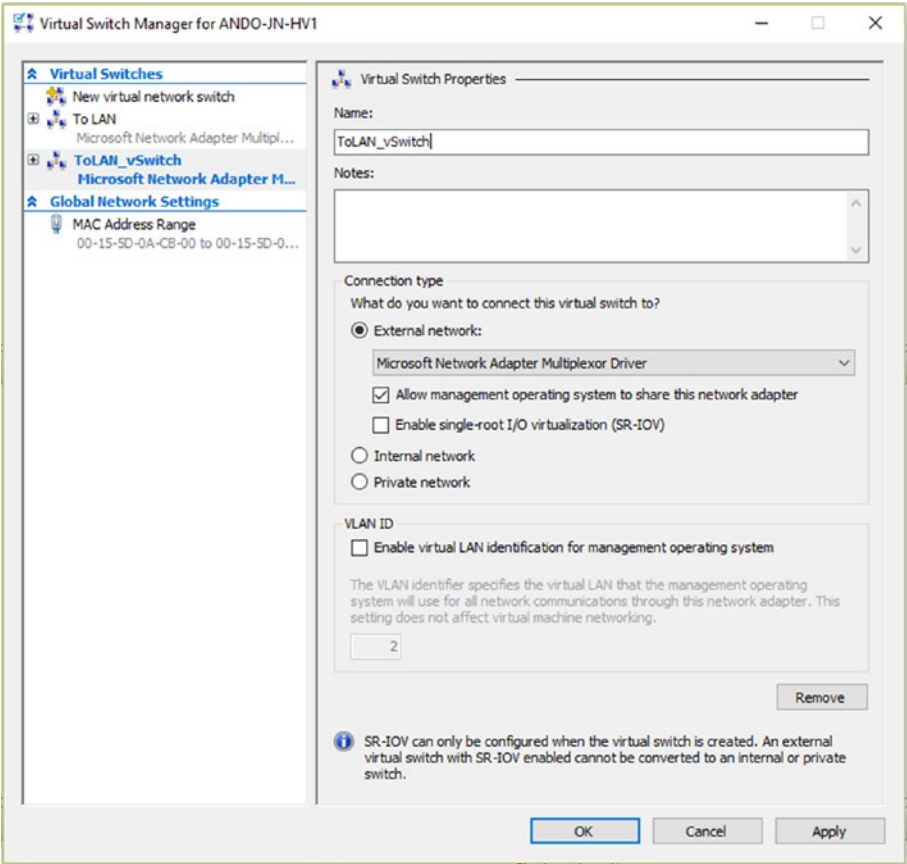 Virtual Switch Manager for ANDO-JN-HV1
Virtual Switches
New virtual network switch
To LAN
Microsoft Network Adapter Multipl...
ToLAN_vSwitch
Microsoft Network Adapter M...
Global Network Settings
MAC Address Range
00-15-5D-0A-CB-00 to 00-15-5D-0...
Virtual Switch Properties
Name:
ToLAN_vSwitch
Notes:
Connection type
What do you want to connect this virtual switch to?
External network:
Microsoft Network Adapter Multiplexor Driver
Allow management operating system to share this network adapter
Enable single-root I/O virtualization (SR-IOV)
Internal network
Private network
VLAN ID
Enable virtual LAN identification for management operating system
The VLAN identifier specifies the virtual LAN that the management operating
system will use for all network communications through this network adapter. This
setting does not affect virtual machine networking.
2
Remove
SR-IOV can only be configured when the virtual switch is created. An external
virtual switch with SR-IOV enabled cannot be converted to an internal or private
switch.
OK
Cancel
Apply